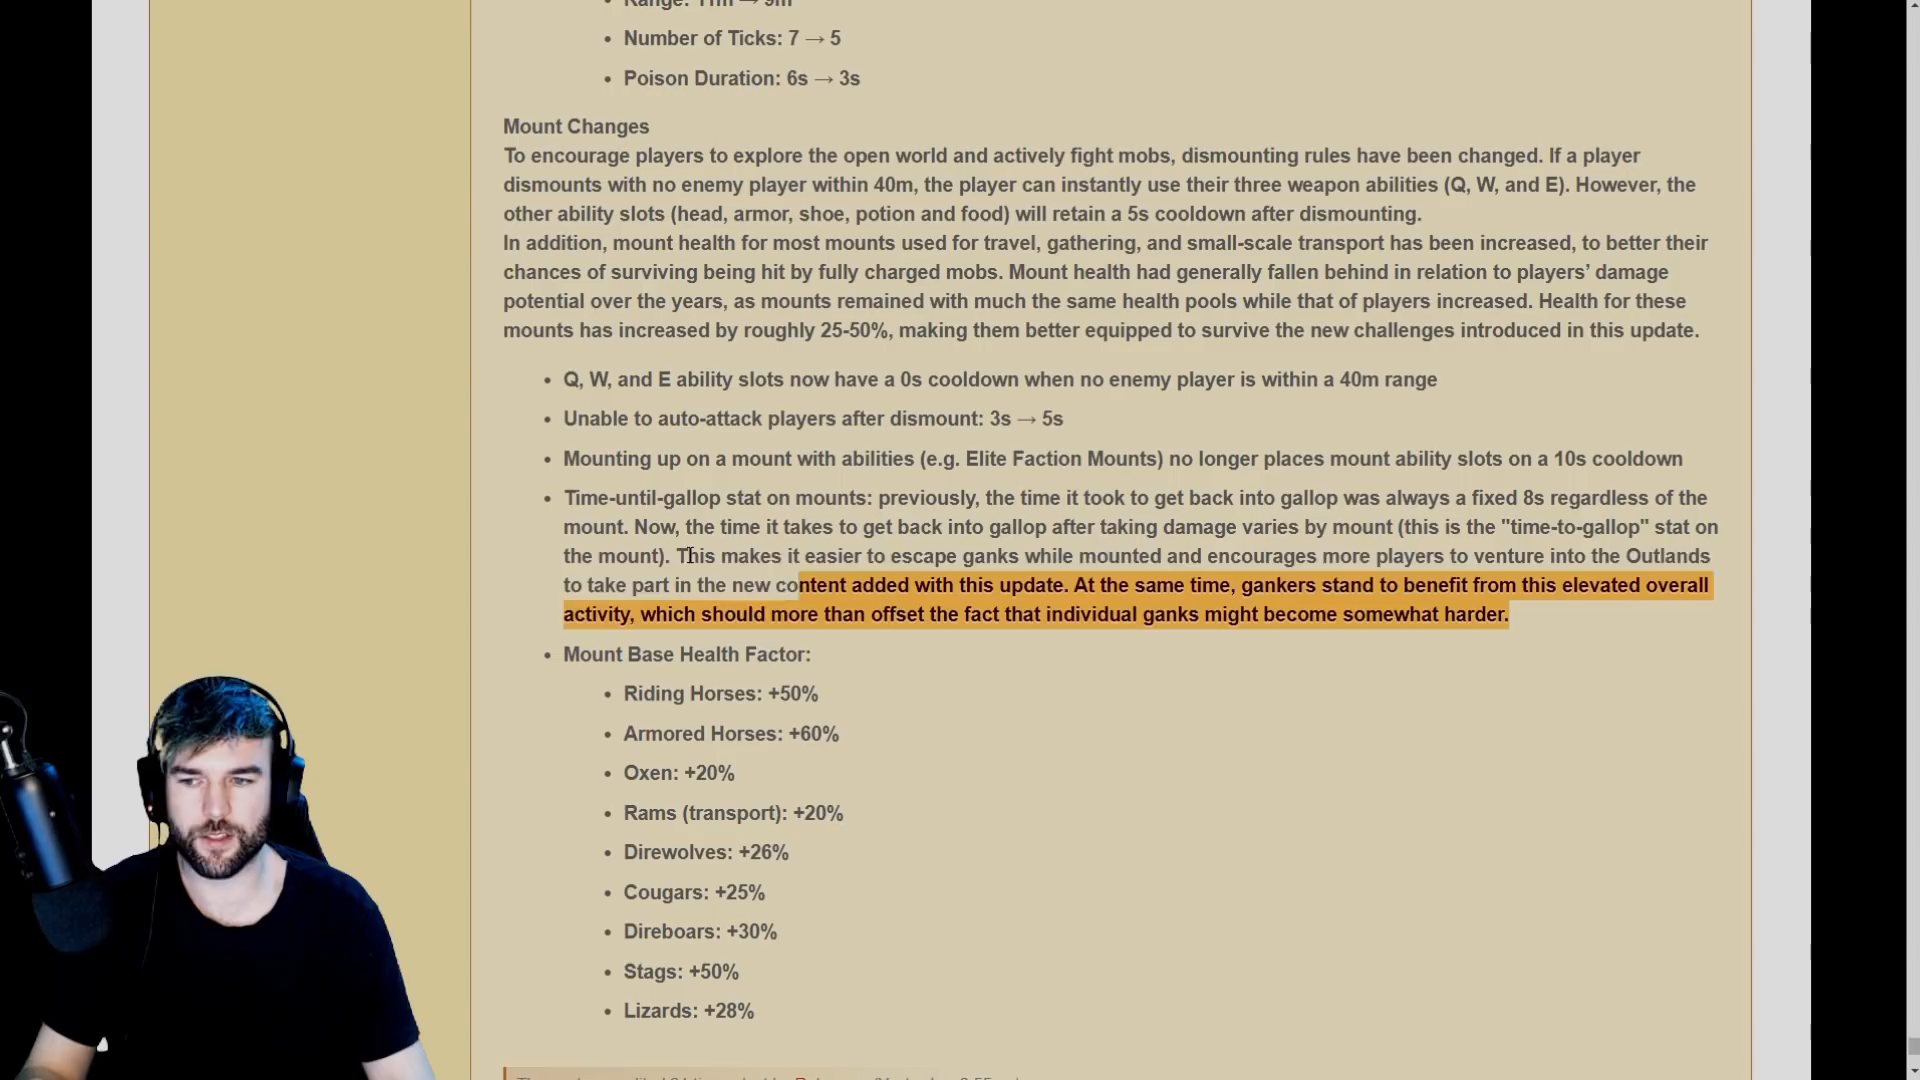 Range: 11m → 9m
• Number of Ticks: 7 → 5
• Poison Duration: 6s → 3s
Mount Changes
To encourage players to explore the open world and actively fight mobs, dismounting rules have been changed. If a player
dismounts with no enemy player within 40m, the player can instantly use their three weapon abilities (Q, W, and E). However, the
other ability slots (head, armor, shoe, potion and food) will retain a 5s cooldown after dismounting.
In addition, mount health for most mounts used for travel, gathering, and small-scale transport has been increased, to better their
chances of surviving being hit by fully charged mobs. Mount health had generally fallen behind in relation to players’ damage
potential over the years, as mounts remained with much the same health pools while that of players increased. Health for these
mounts has increased by roughly 25-50%, making them better equipped to survive the new challenges introduced in this update.
• Q, W, and E ability slots now have a 0s cooldown when no enemy player is within a 40m range
• Unable to auto-attack players after dismount: 3s → 5s
• Mounting up on a mount with abilities (e.g. Elite Faction Mounts) no longer places mount ability slots on a 10s cooldown
• Time-until-gallop stat on mounts: previously, the time it took to get back into gallop was always a fixed 8s regardless of the
mount. Now, the time it takes to get back into gallop after taking damage varies by mount (this is the "time-to-gallop" stat on
the mount). This makes it easier to escape ganks while mounted and encourages more players to venture into the Outlands
to take part in the new content added with this update. At the same time, gankers stand to benefit from this elevated overall
activity, which should more than offset the fact that individual ganks might become somewhat harder.
• Mount Base Health Factor:
• Riding Horses: +50%
• Armored Horses: +60%
• Oxen: +20%
• Rams (transport): +20%
• Direwolves: +26%
• Cougars: +25%
• Direboars: +30%
• Stags: +50%
• Lizards: +28%